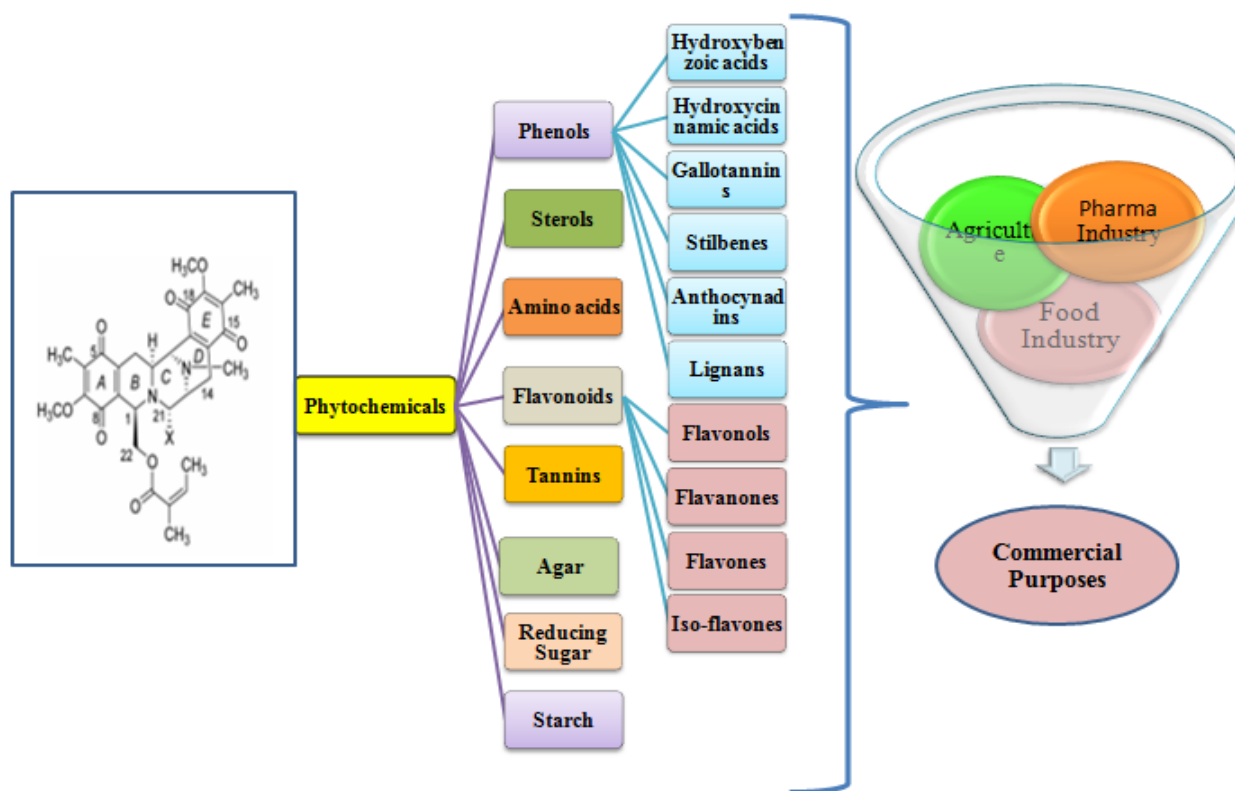 H₃CO
CH₃
18
O
E
15
O
O
5
H
D
H₃C
N
CH₃
A
B
C
14
N
H₃CO
8
1
21
O
X
22
O
CH₃
O
CH₃
Phytochemicals
Phenols
Sterols
Amino acids
Flavonoids
Tannins
Agar
Reducing
Sugar
Starch
Hydroxyben
zoic acids
Hydroxycin
namic acids
Gallotannin
s
Stilbenes
Anthocynad
ins
Lignans
Flavonols
Flavanones
Flavones
Iso-flavones
Pharma
Industry
Agricultur
e
Food
Industry
Commercial
Purposes